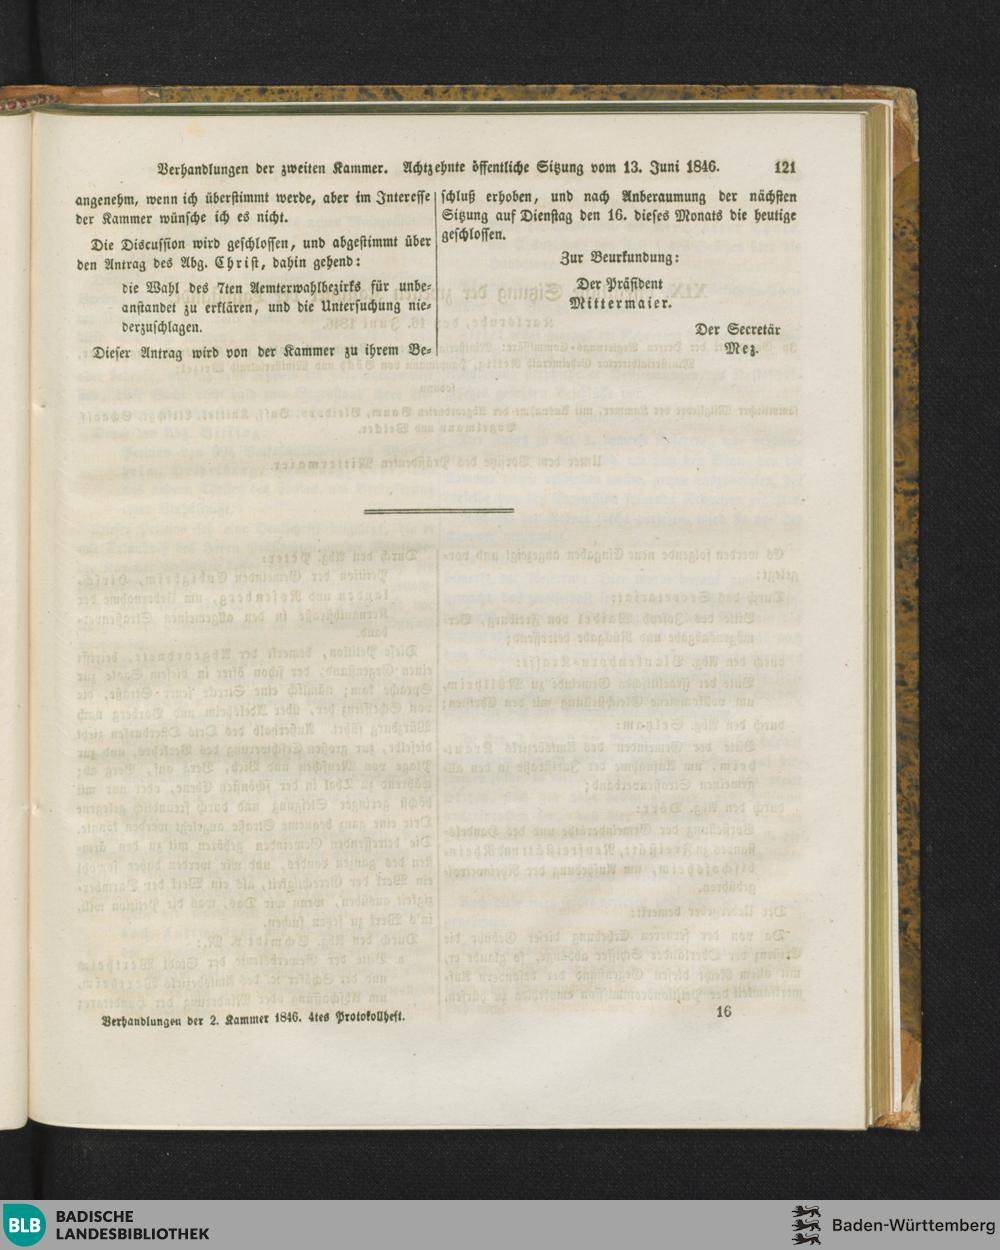 Verhandlungen der zweiten Kammer. Achtzehnte öffentliche Sitzung vom 13. Juni 1846. 121
angenehm, wenn ich überstimmt werde, aber im Interesse
der Kammer wünsche ich es nicht.
Die Discussion wird geschlossen, und abgestimmt über
den Antrag des Abg. Christ, dahin gehend:
die Wahl des 7ten Aemterwahlbezirks für unbe-
anstandet zu erklären, und die Untersuchung nie-
derzuschlagen.
Dieser Antrag wird von der Kammer zu ihrem Be-
schluß erhoben, und nach Anberaumung der nächsten
Sitzung auf Dienstag den 16. dieses Monats die heutige
geschlossen.
Zur Beurkundung:
Der Präsident
Mittermaier.
Der Secretär
Mez.
Verhandlungen der 2. Kammer 1846. 4tes Protokollheft.
16
BLB
BADISCHE
LANDESBIBLIOTHEK
Baden-Württemberg